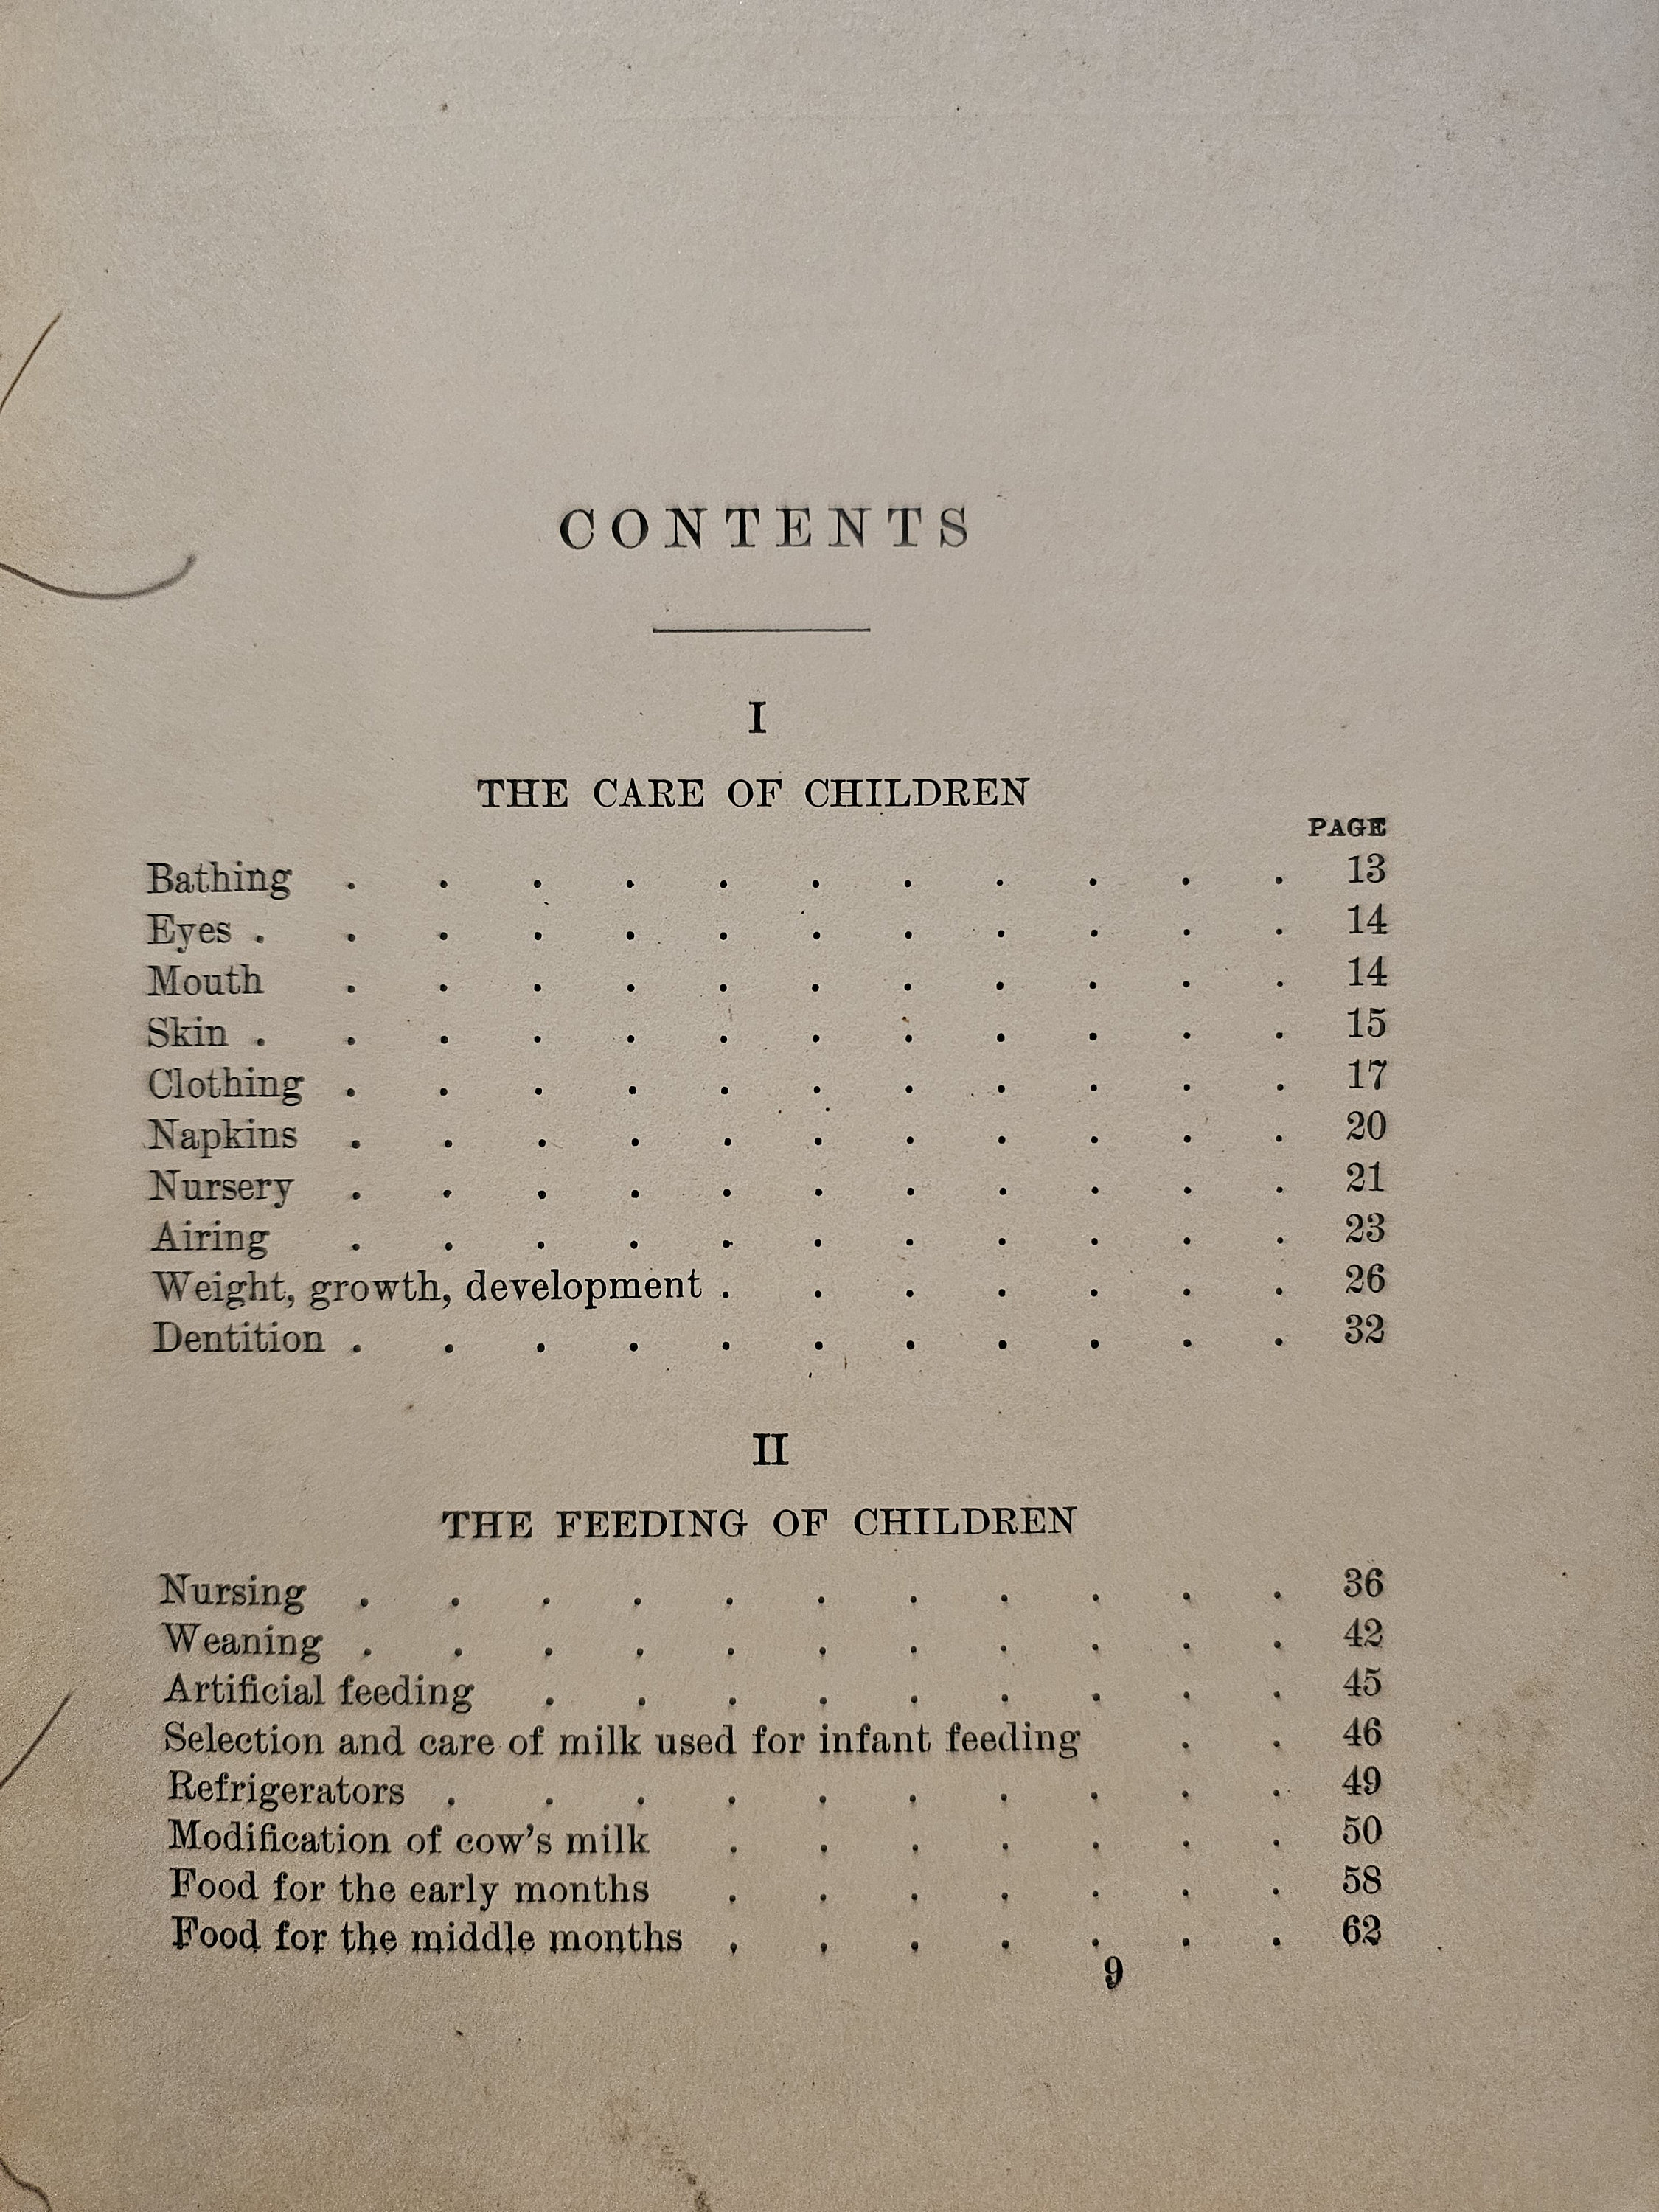 CONTENTS
I
THE CARE OF CHILDREN
PAGE
Bathing . . . . . . . . . . . 13
Eyes . . . . . . . . . . . . 14
Mouth . . . . . . . . . . . 14
Skin . . . . . . . . . . . . 15
Clothing . . . . . . . . . . . 17
Napkins . . . . . . . . . . . 20
Nursery . . . . . . . . . . . 21
Airing . . . . . . . . . . . 23
Weight, growth, development . . . . . . . 26
Dentition . . . . . . . . . . . 32
II
THE FEEDING OF CHILDREN
Nursing . . . . . . . . . . . 36
Weaning . . . . . . . . . . . 42
Artificial feeding . . . . . . . . . 45
Selection and care of milk used for infant feeding . . 46
Refrigerators . . . . . . . . . . 49
Modification of cow's milk . . . . . . . 50
Food for the early months . . . . . . . 58
Food for the middle months . . . . . . . 62
9